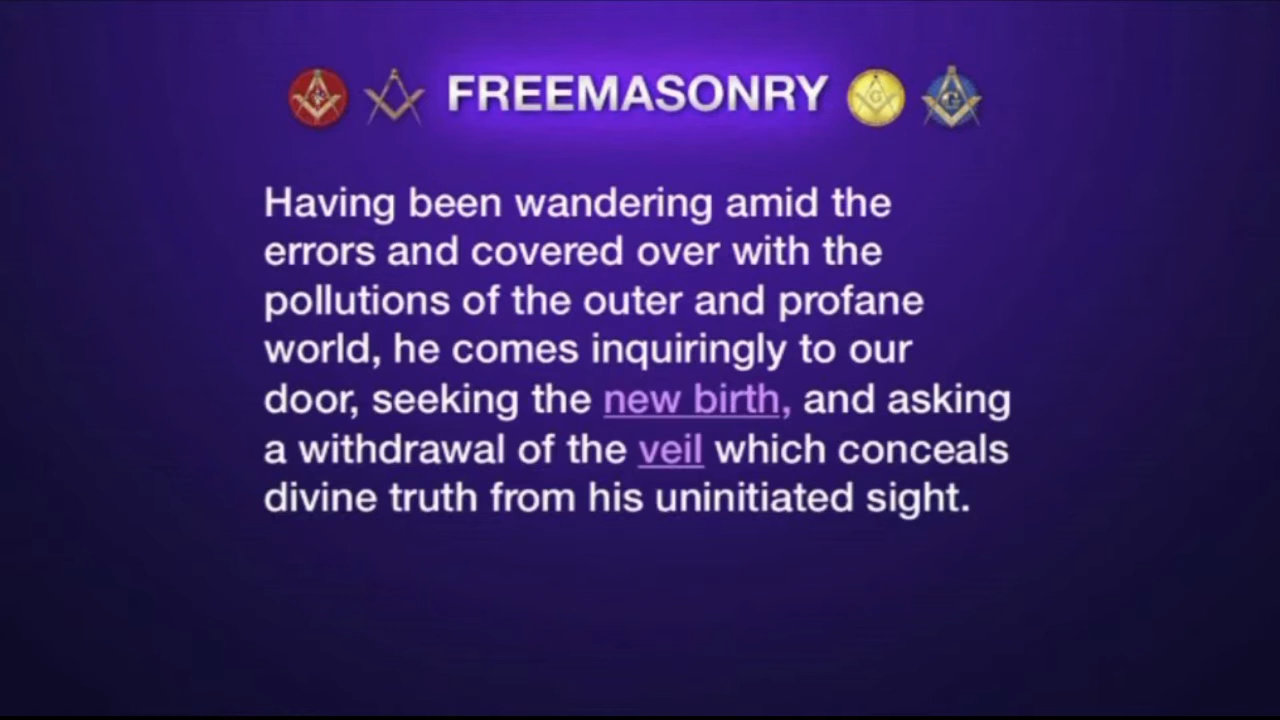 FREEMASONRY
Having been wandering amid the
errors and covered over with the
pollutions of the outer and profane
world, he comes inquiringly to our
door, seeking the new birth, and asking
a withdrawal of the veil which conceals
divine truth from his uninitiated sight.